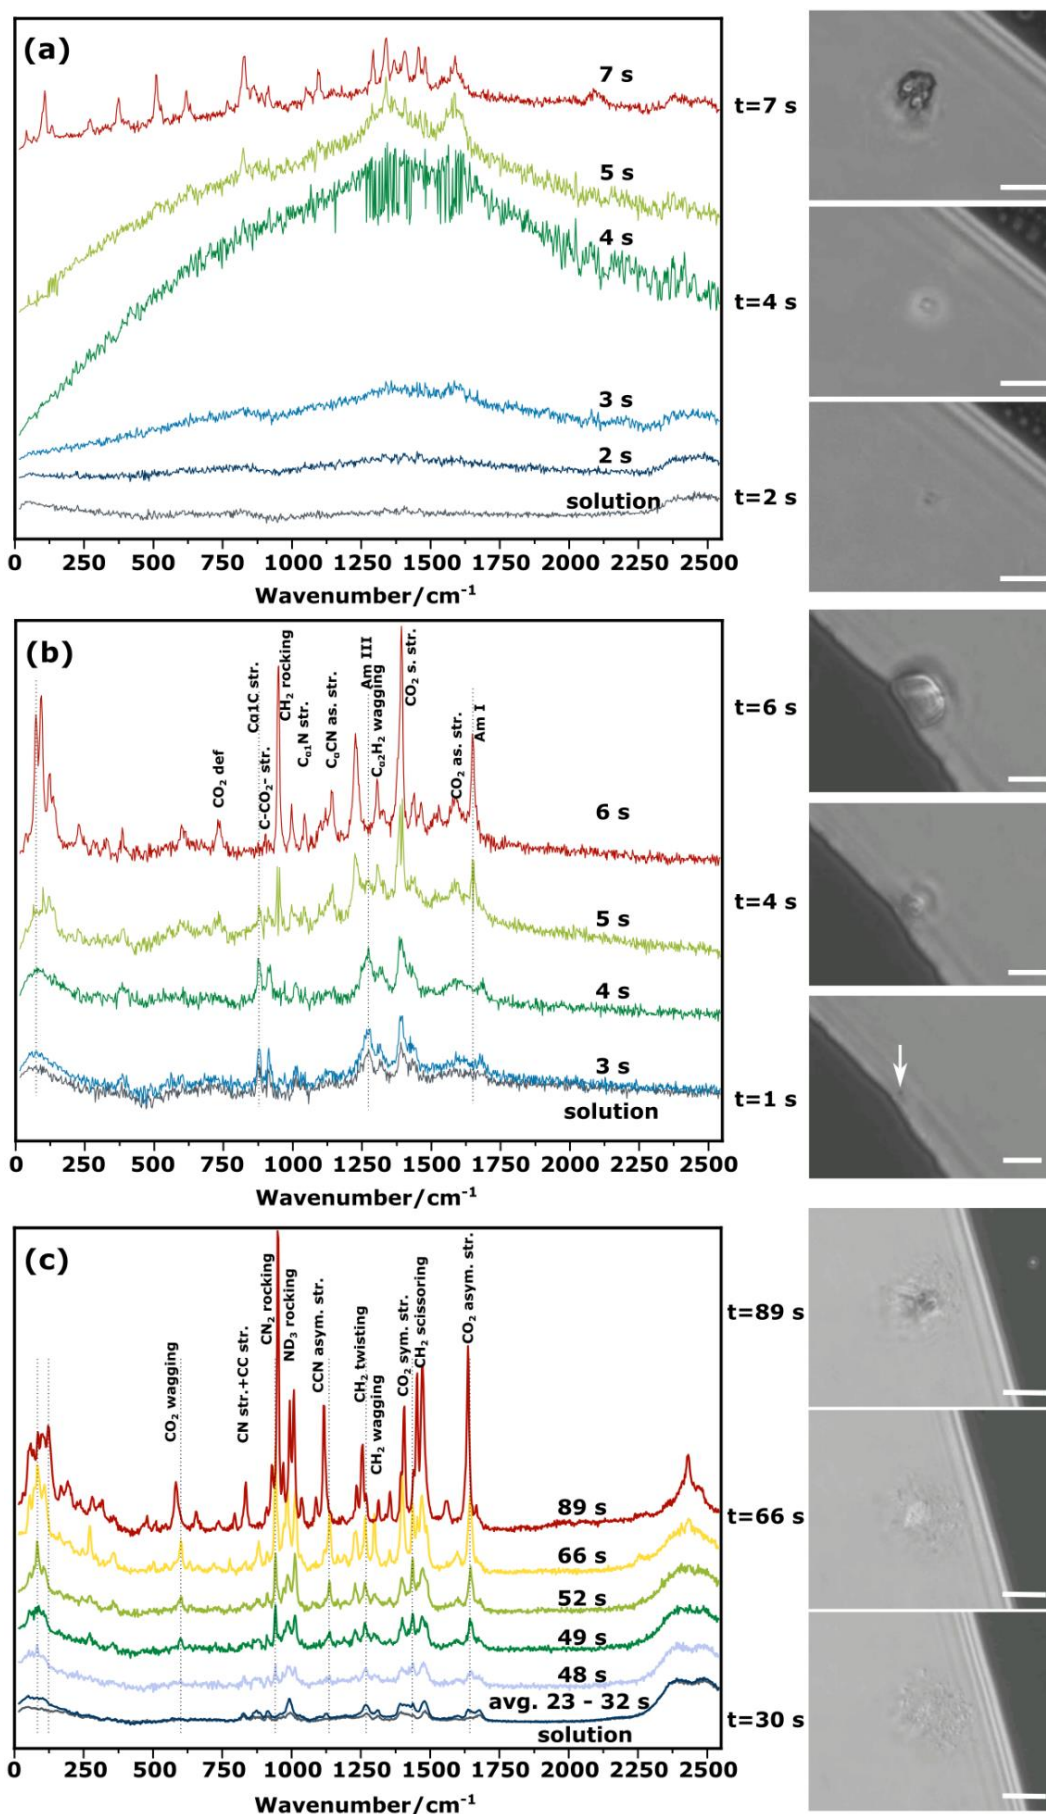 (a)
7 s
5 s
4 s
3 s
2 s
solution
0 250 500 750 1000 1250 1500 1750 2000 2250 2500
Wavenumber/cm⁻¹
t=7 s
t=4 s
t=2 s
(b)
CO₂ def
Cα1C str.
C-CO₂- str.
CH₂ rocking
Cα1N str.
CαCN as. str.
Am III
Cα2H₂ wagging
CO₂ s. str.
CO₂ as. str.
Am I
6 s
5 s
4 s
3 s
solution
0 250 500 750 1000 1250 1500 1750 2000 2250 2500
Wavenumber/cm⁻¹
t=6 s
t=4 s
t=1 s
(c)
CO₂ wagging
CN str.+CC str.
CN₂ rocking
ND₃ rocking
CCN asym. str.
CH₂ twisting
CH₂ wagging
CO₂ sym. str.
CH₂ scissoring
CO₂ asym. str.
89 s
66 s
52 s
49 s
48 s
avg. 23 - 32 s
solution
0 250 500 750 1000 1250 1500 1750 2000 2250 2500
Wavenumber/cm⁻¹
t=89 s
t=66 s
t=30 s